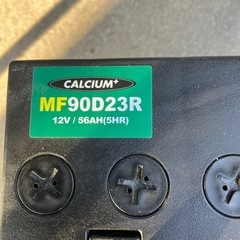 CALCIUM+
MF90D23R
12V / 56AH(5HR)